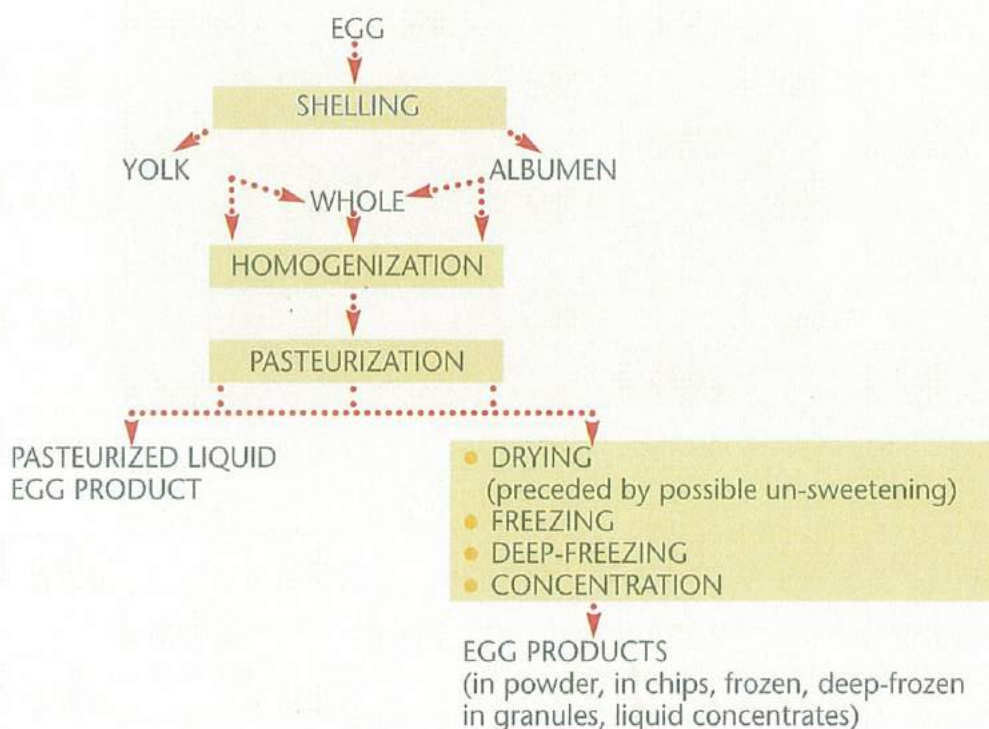 EGG
SHELLING
YOLK
ALBUMEN
WHOLE
HOMOGENIZATION
PASTEURIZATION
PASTEURIZED LIQUID
EGG PRODUCT
• DRYING
(preceded by possible un-sweetening)
• FREEZING
• DEEP-FREEZING
• CONCENTRATION
EGG PRODUCTS
(in powder, in chips, frozen, deep-frozen
in granules, liquid concentrates)